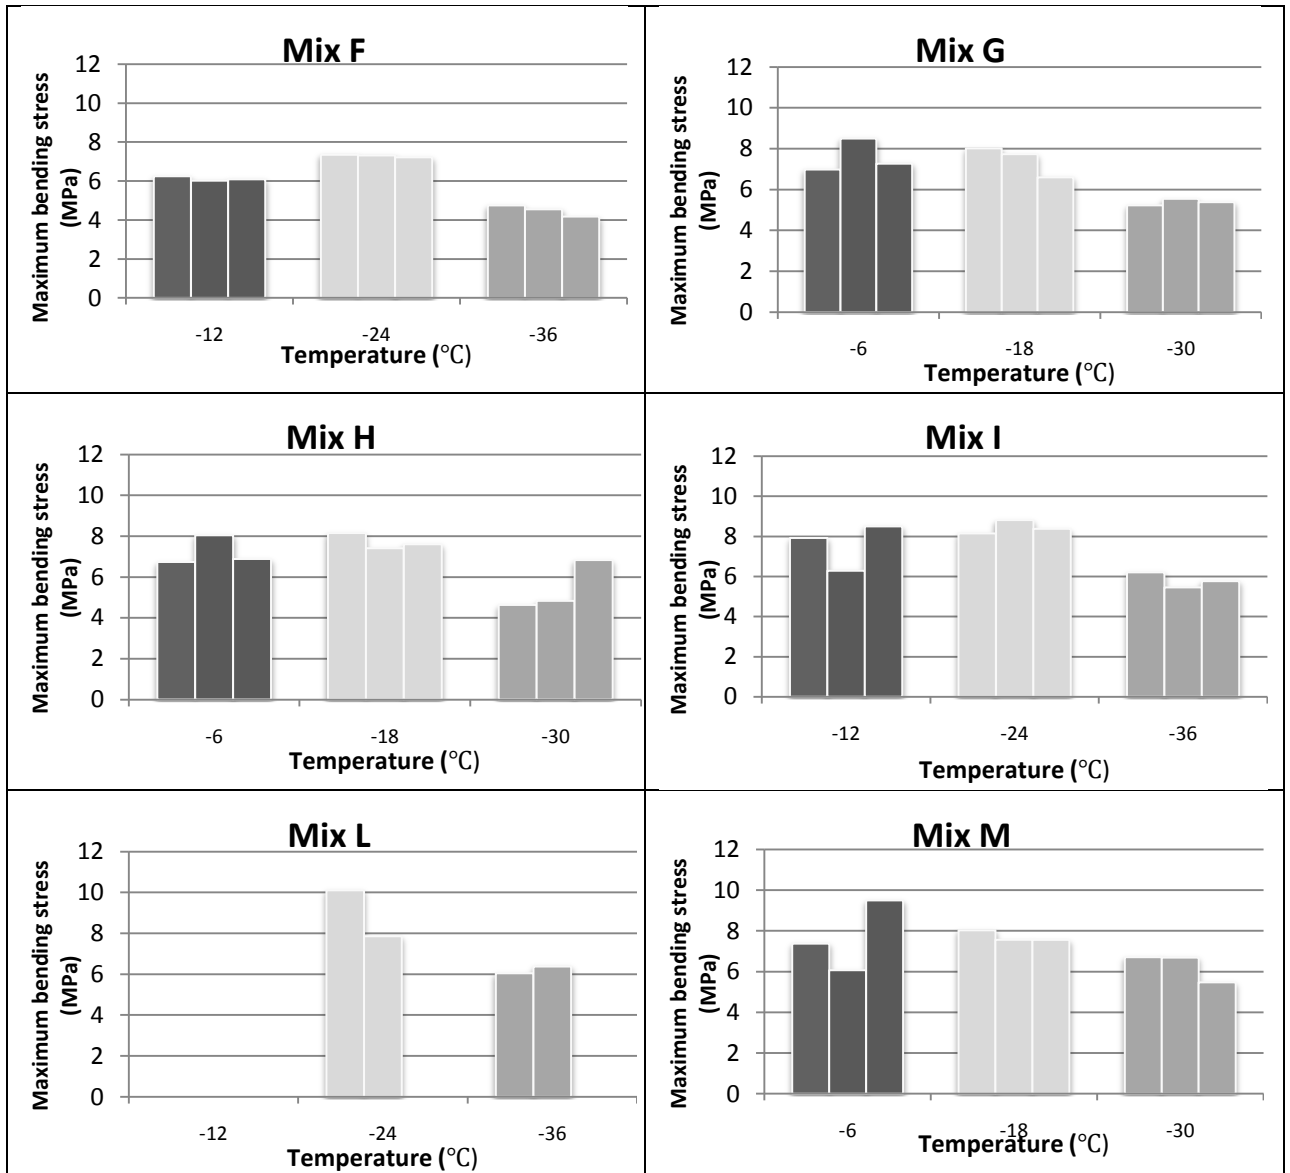 Mix F
Maximum bending stress
(MPa)
12
10
8
6
4
2
0
-12
-24
-36
Temperature (°C)
Mix G
Maximum bending stress
(MPa)
12
10
8
6
4
2
0
-6
-18
-30
Temperature (°C)
Mix H
Maximum bending stress
(MPa)
12
10
8
6
4
2
0
-6
-18
-30
Temperature (°C)
Mix I
Maximum bending stress
(MPa)
12
10
8
6
4
2
0
-12
-24
-36
Temperature (°C)
Mix L
Maximum bending stress
(MPa)
12
10
8
6
4
2
0
-12
-24
-36
Temperature (°C)
Mix M
Maximum bending stress
(MPa)
12
10
8
6
4
2
0
-6
-18
-30
Temperature (°C)